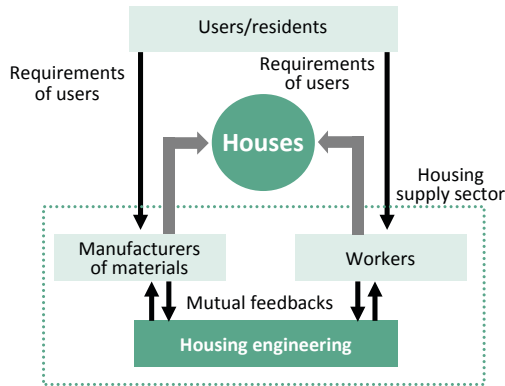 Users/residents
Requirements
of users
Requirements
of users
Houses
Housing
supply sector
Manufacturers
of materials
Workers
Mutual feedbacks
Housing engineering